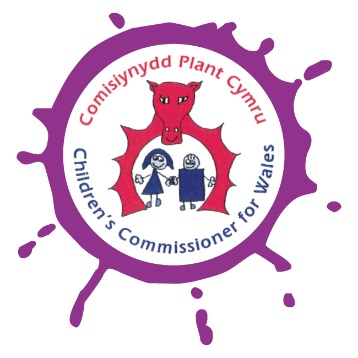 Comisiynydd Plant Cymru
Children's Commissioner for Wales